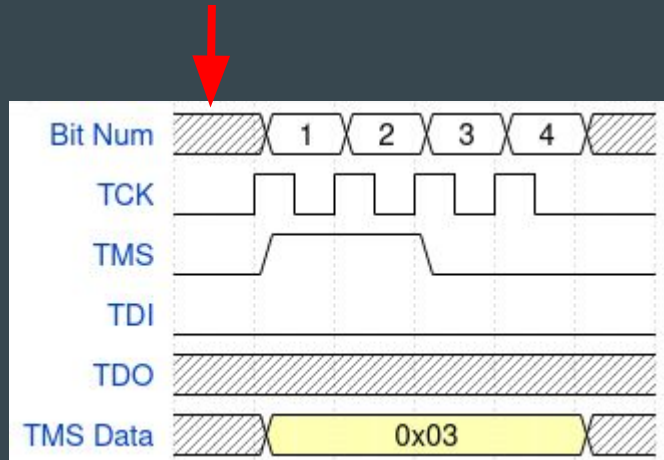 Bit Num 1 2 3 4
TCK
TMS
TDI
TDO
TMS Data 0x03